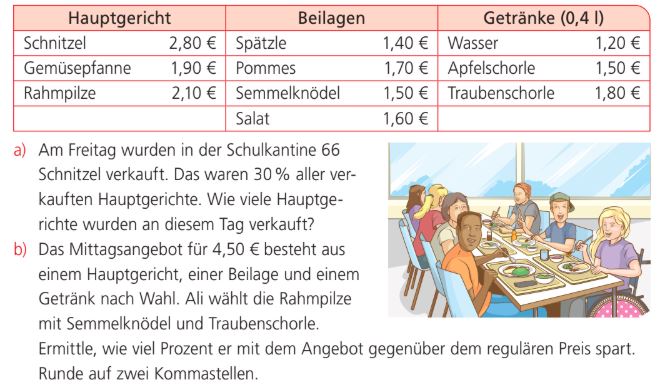 Hauptgericht Beilagen Getränke (0,4 l)
Schnitzel 2,80 € Spätzle 1,40 € Wasser 1,20 €
Gemüsepfanne 1,90 € Pommes 1,70 € Apfelschorle 1,50 €
Rahmpilze 2,10 € Semmelknödel 1,50 € Traubenschorle 1,80 €
Salat 1,60 €
a) Am Freitag wurden in der Schulkantine 66
Schnitzel verkauft. Das waren 30 % aller ver-
kauften Hauptgerichte. Wie viele Hauptge-
richte wurden an diesem Tag verkauft?
b) Das Mittagsangebot für 4,50 € besteht aus
einem Hauptgericht, einer Beilage und einem
Getränk nach Wahl. Ali wählt die Rahmpilze
mit Semmelknödel und Traubenschorle.
Ermittle, wie viel Prozent er mit dem Angebot gegenüber dem regulären Preis spart.
Runde auf zwei Kommastellen.